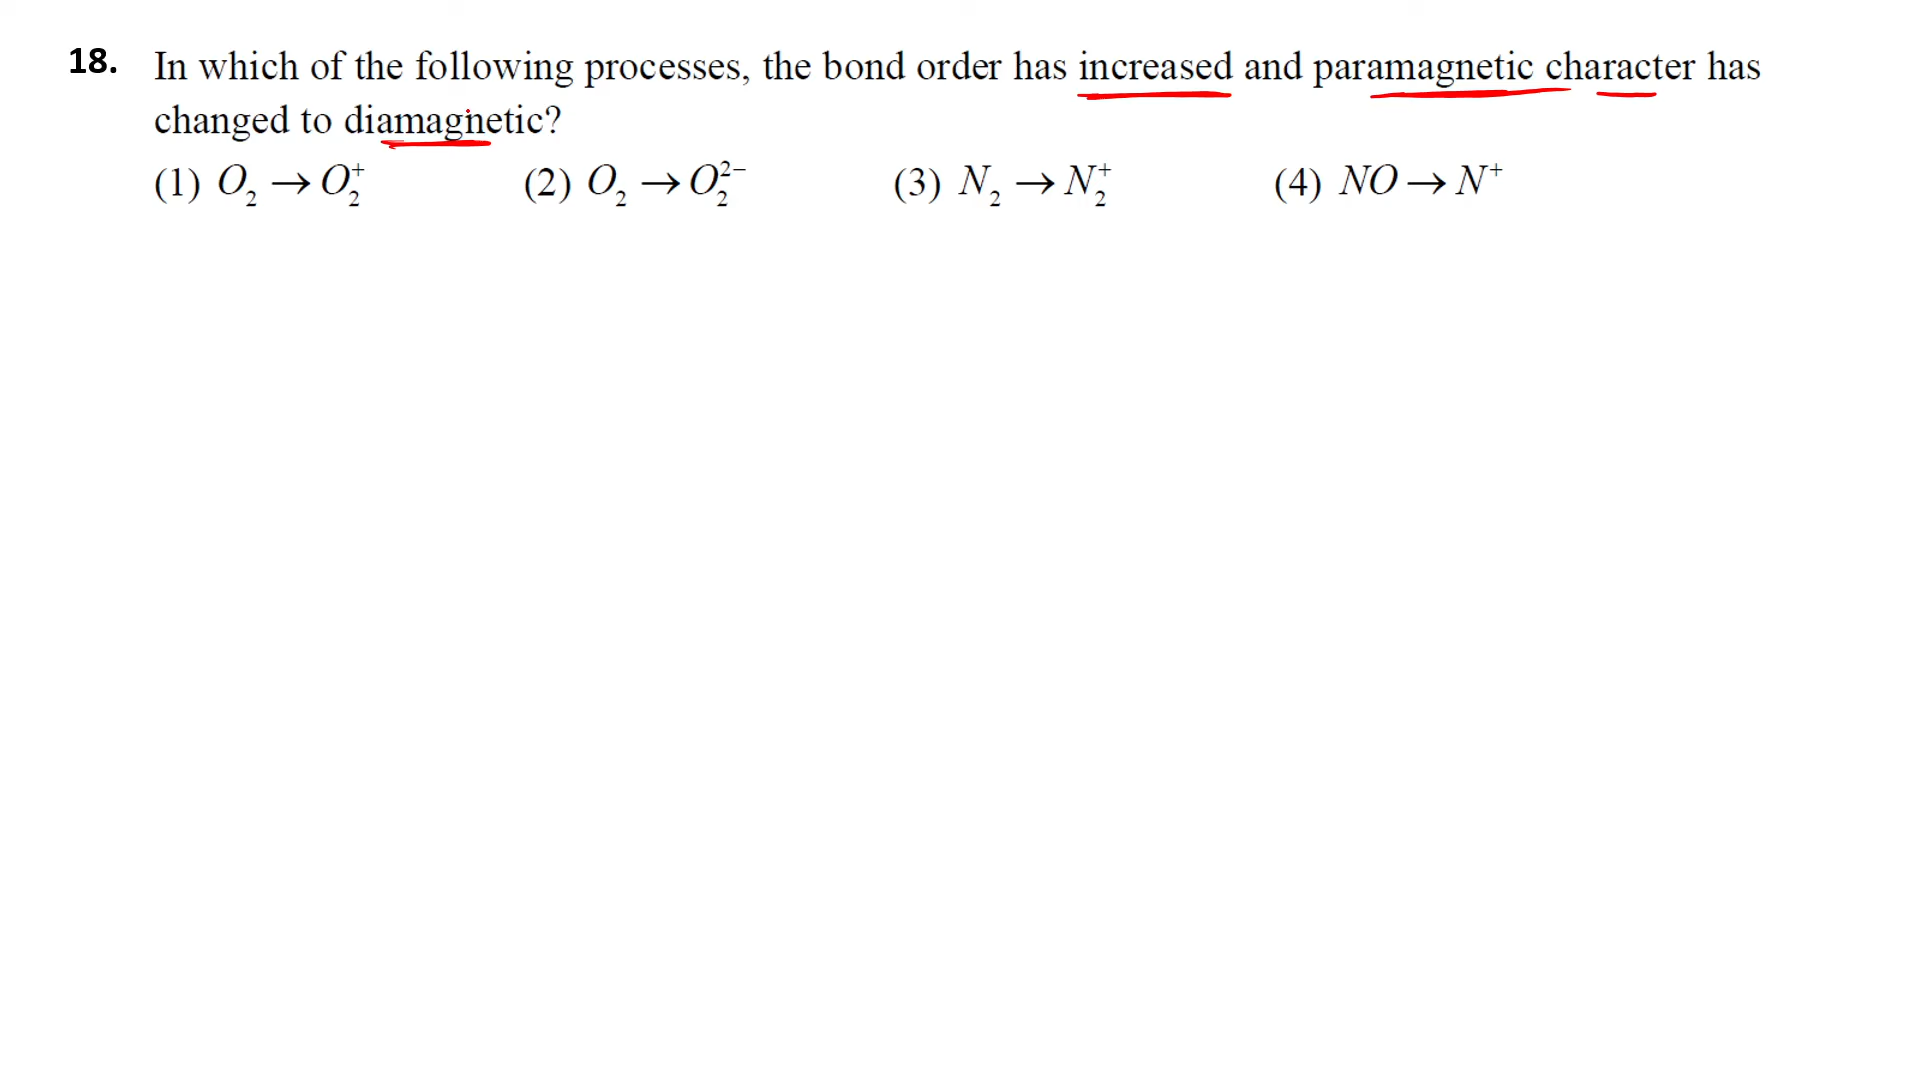 18. In which of the following processes, the bond order has increased and paramagnetic character has
changed to diamagnetic?
(1) O₂ → O₂⁺ (2) O₂ → O₂²⁻ (3) N₂ → N₂⁺ (4) NO → N⁺